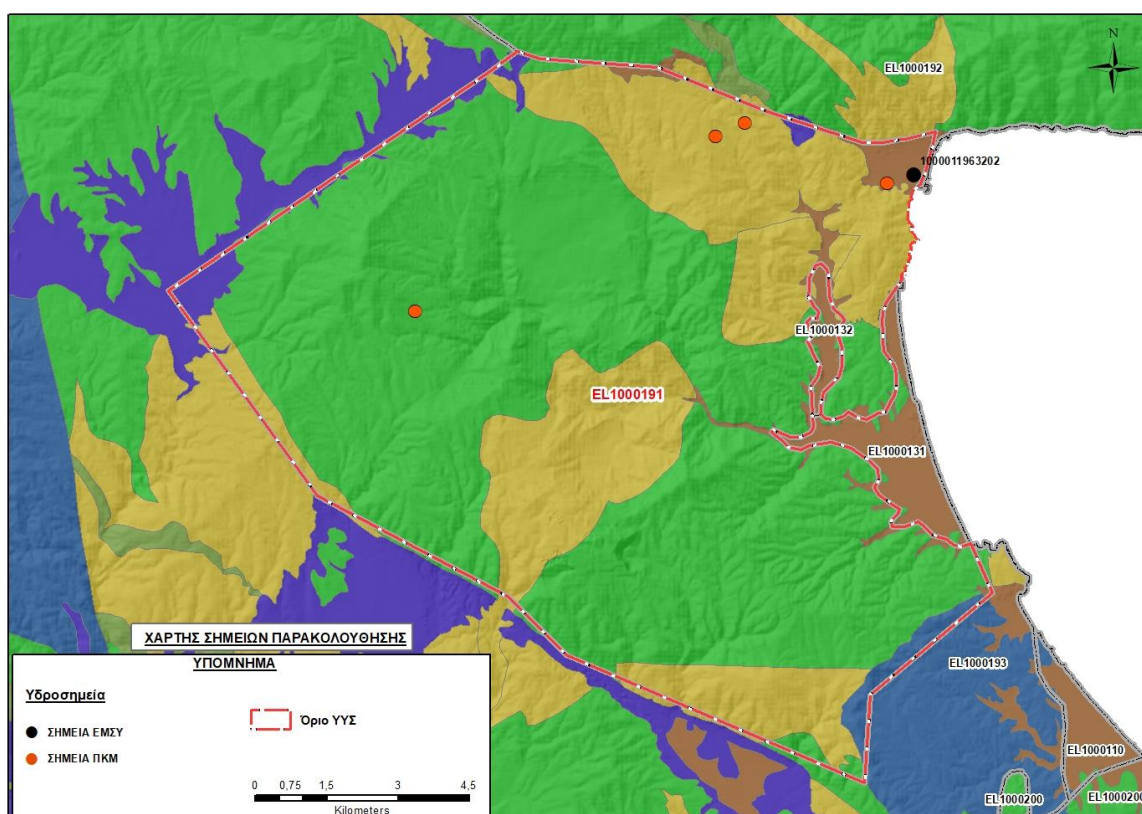 N
EL1000192
1000011963202
EL1000132
EL1000191
EL1000131
EL1000193
EL1000110
EL1000200
EL1000200
ΧΑΡΤΗΣ ΣΗΜΕΙΩΝ ΠΑΡΑΚΟΛΟΥΘΗΣΗΣ
ΥΠΟΜΝΗΜΑ
Υδροσημεία
ΣΗΜΕΙΑ ΕΜΣΥ
ΣΗΜΕΙΑ ΠΚΜ
Όριο ΥΥΣ
0 0,75 1,5 3 4,5
Kilometers